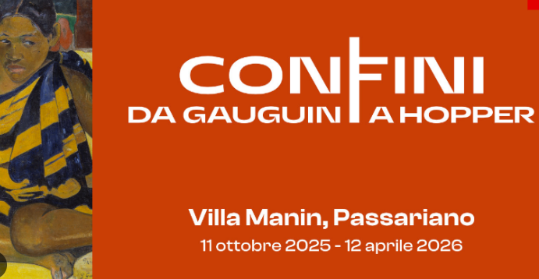 CONFINI
DA GAUGUIN A HOPPER
Villa Manin, Passariano
11 ottobre 2025 - 12 aprile 2026